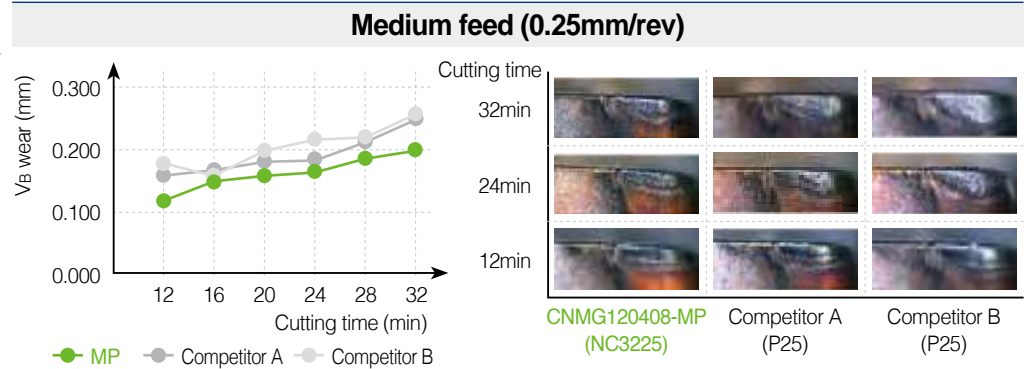 Medium feed (0.25mm/rev)
VB wear (mm)
0.300
0.200
0.100
0.000
12 16 20 24 28 32
Cutting time (min)
MP Competitor A Competitor B
Cutting time
32min
24min
12min
CNMG120408-MP
(NC3225)
Competitor A
(P25)
Competitor B
(P25)